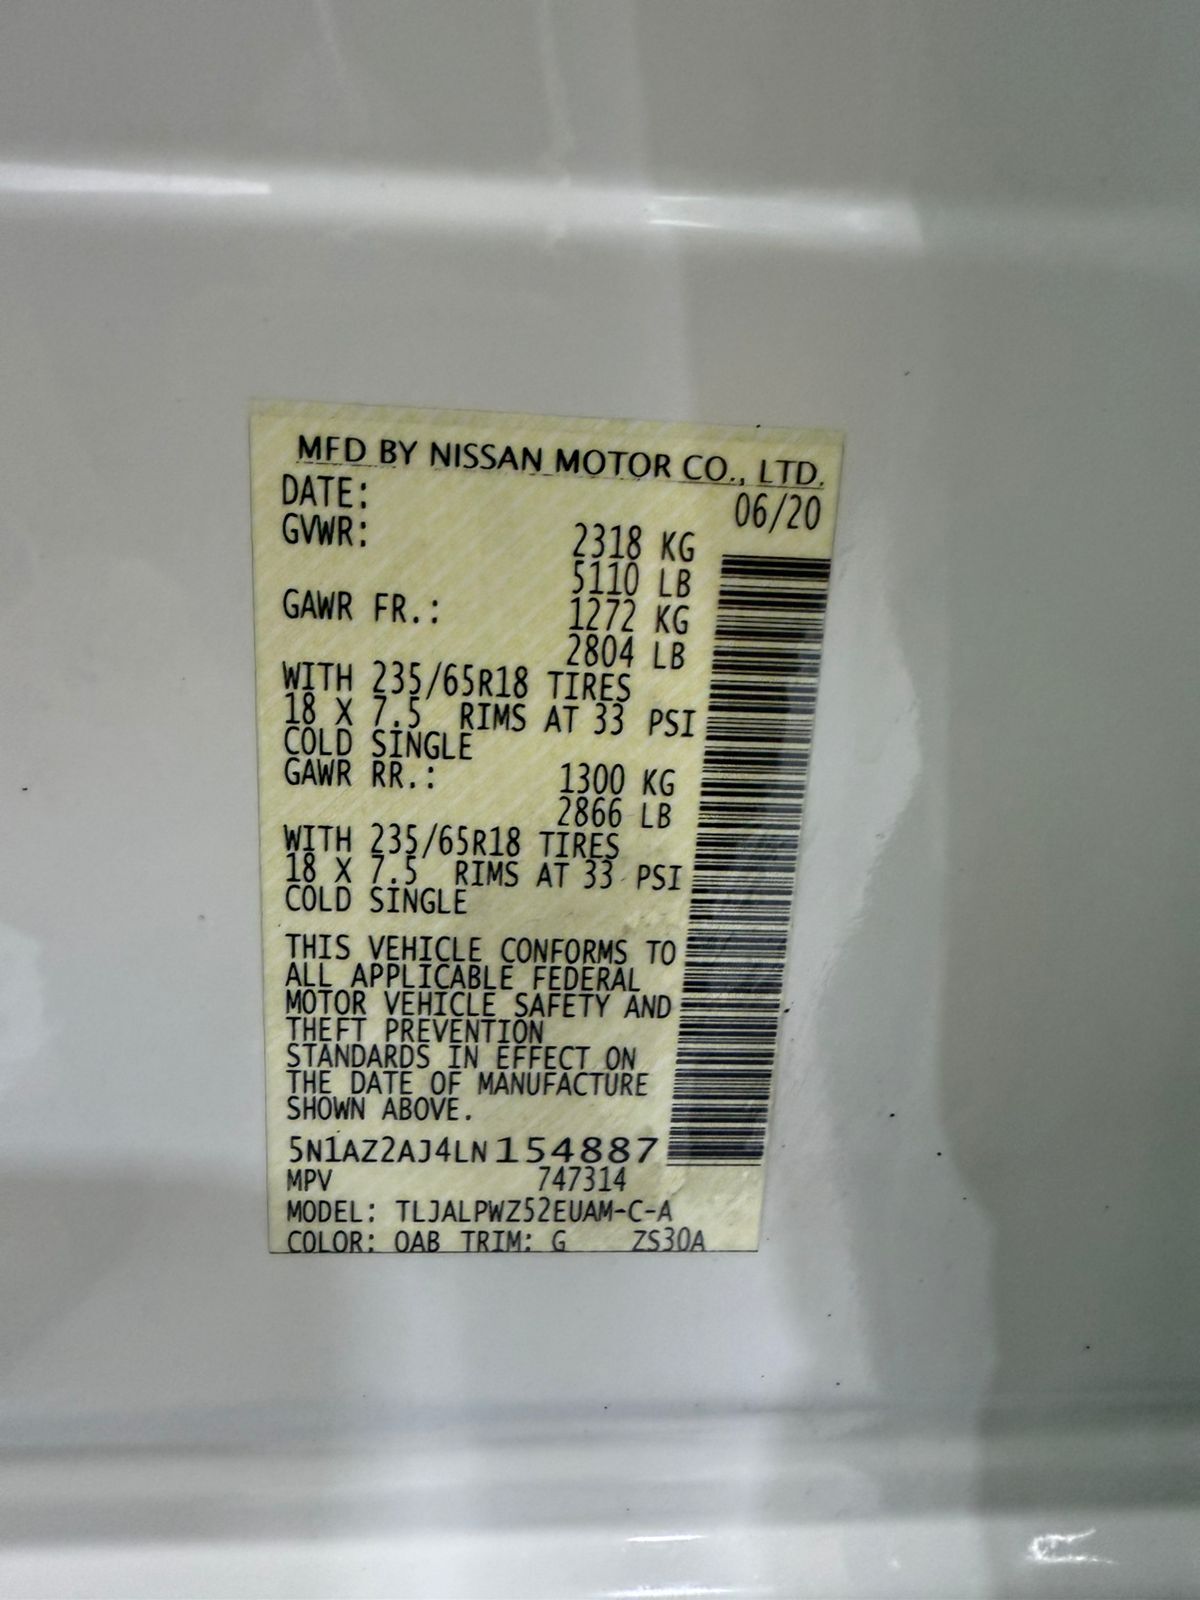 MFD BY NISSAN MOTOR CO., LTD.
DATE: 06/20
GVWR: 2318 KG
5110 LB
GAWR FR.: 1272 KG
2804 LB
WITH 235/65R18 TIRES
18 X 7.5 RIMS AT 33 PSI
COLD SINGLE
GAWR RR.: 1300 KG
2866 LB
WITH 235/65R18 TIRES
18 X 7.5 RIMS AT 33 PSI
COLD SINGLE
THIS VEHICLE CONFORMS TO
ALL APPLICABLE FEDERAL
MOTOR VEHICLE SAFETY AND
THEFT PREVENTION
STANDARDS IN EFFECT ON
THE DATE OF MANUFACTURE
SHOWN ABOVE.
5N1AZ2AJ4LN154887
MPV 747314
MODEL: TLJALPWZ52EUAM-C-A
COLOR: QAB TRIM: G ZS30A